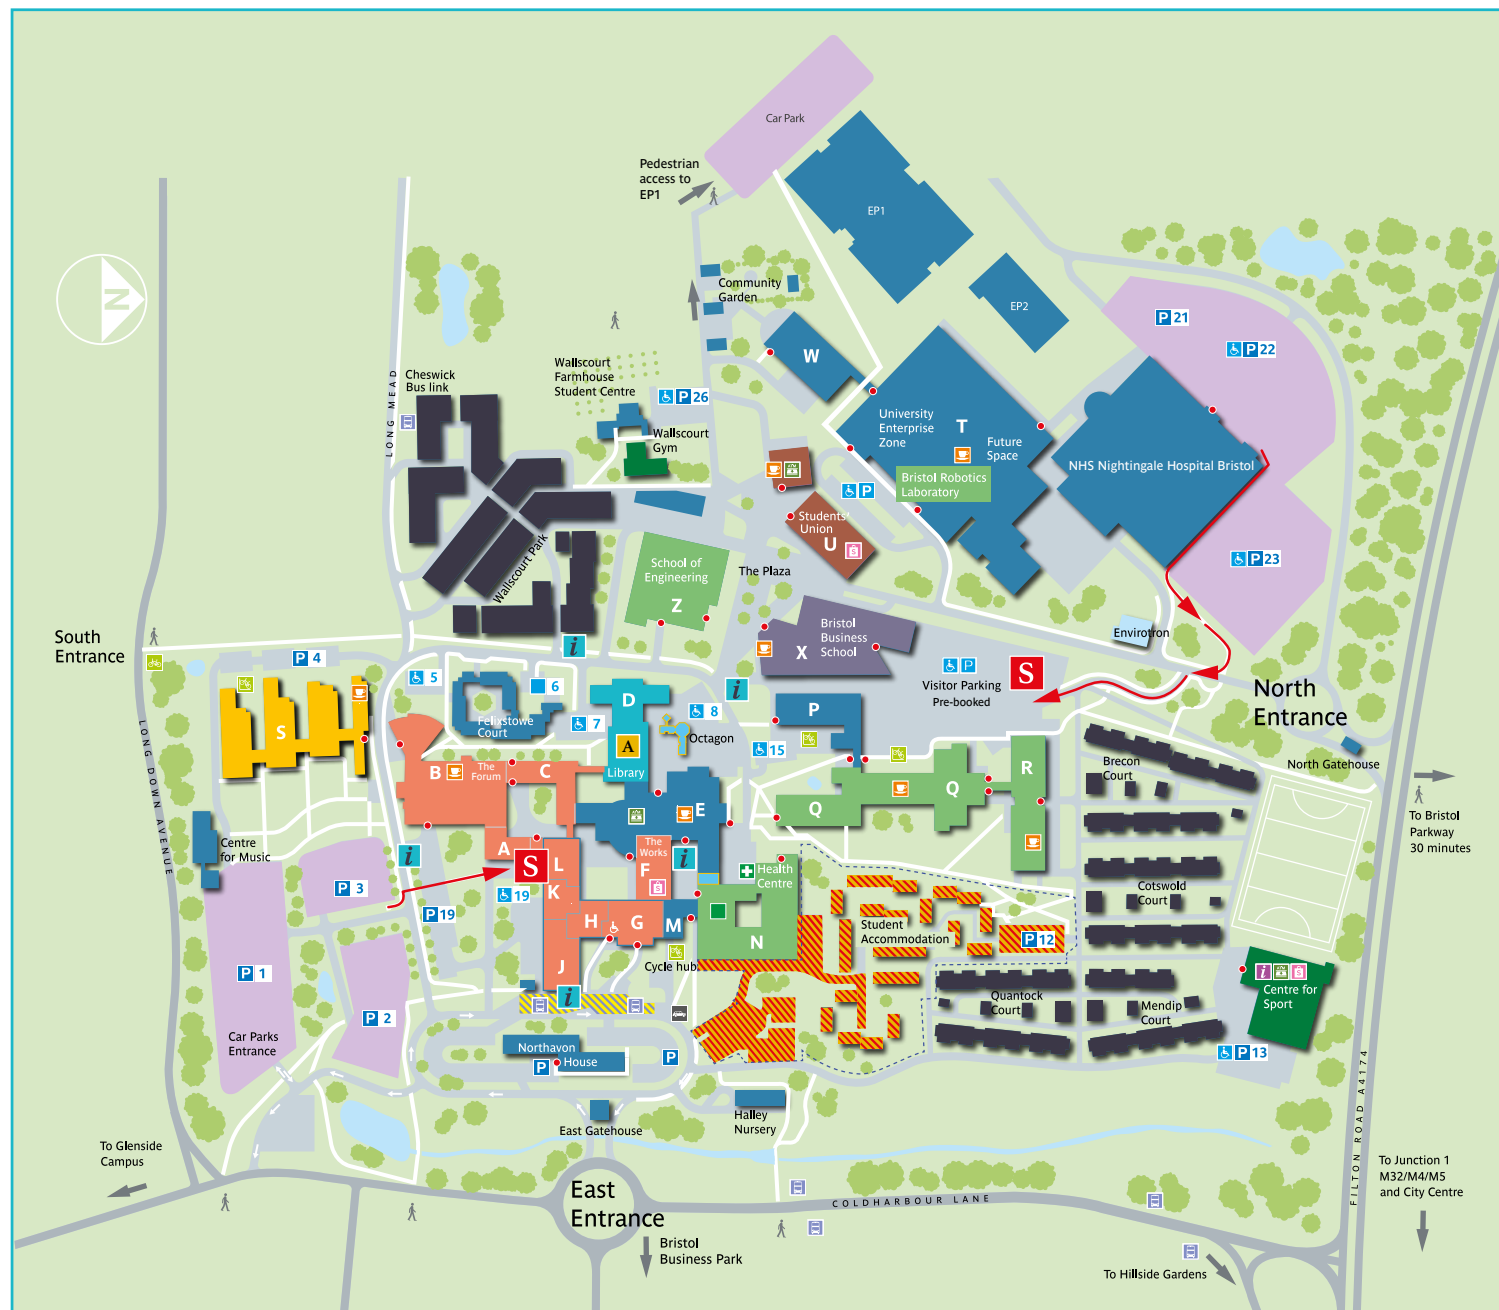 Car Park
Pedestrian
access to
EP1
EP1
Community
Garden
EP2
P 21
P 22
W
Wallscourt
Farmhouse
Student Centre
Cheswick
Bus link
LONG MEAD
P 26
Wallscourt
Gym
University
Enterprise
Zone
T
Future
Space
Bristol Robotics
Laboratory
NHS Nightingale Hospital Bristol
P
Students'
Union
U
P 23
Wallscourt Park
School of
Engineering
Z
The Plaza
Bristol
Business
School
X
Envirotron
N
South
Entrance
P 4
i
5
6
7
8
i
P
Visitor Parking
Pre-booked
S
North
Entrance
S
Felixstowe
Court
D
A
Library
Octagon
P
15
North Gatehouse
Brecon
Court
B
The
Forum
C
E
Q
Q
R
To Bristol
Parkway
30 minutes
LONG DOWN AVENUE
Centre
for Music
i
A
S
L
K
The
Works
F
i
Health
Centre
P 3
P 19
19
H
G
M
N
Cotswold
Court
Student
Accommodation
P 12
P 1
J
Cycle hub
i
Centre for
Sport
Quantock
Court
Mendip
Court
P 2
Car Parks
Entrance
Northavon
House
P
P
P 13
Halley
Nursery
East Gatehouse
FILTON ROAD A4174
To Glenside
Campus
East
Entrance
COLDHARBOUR LANE
To Junction 1
M32/M4/M5
and City Centre
Bristol
Business Park
To Hillside Gardens